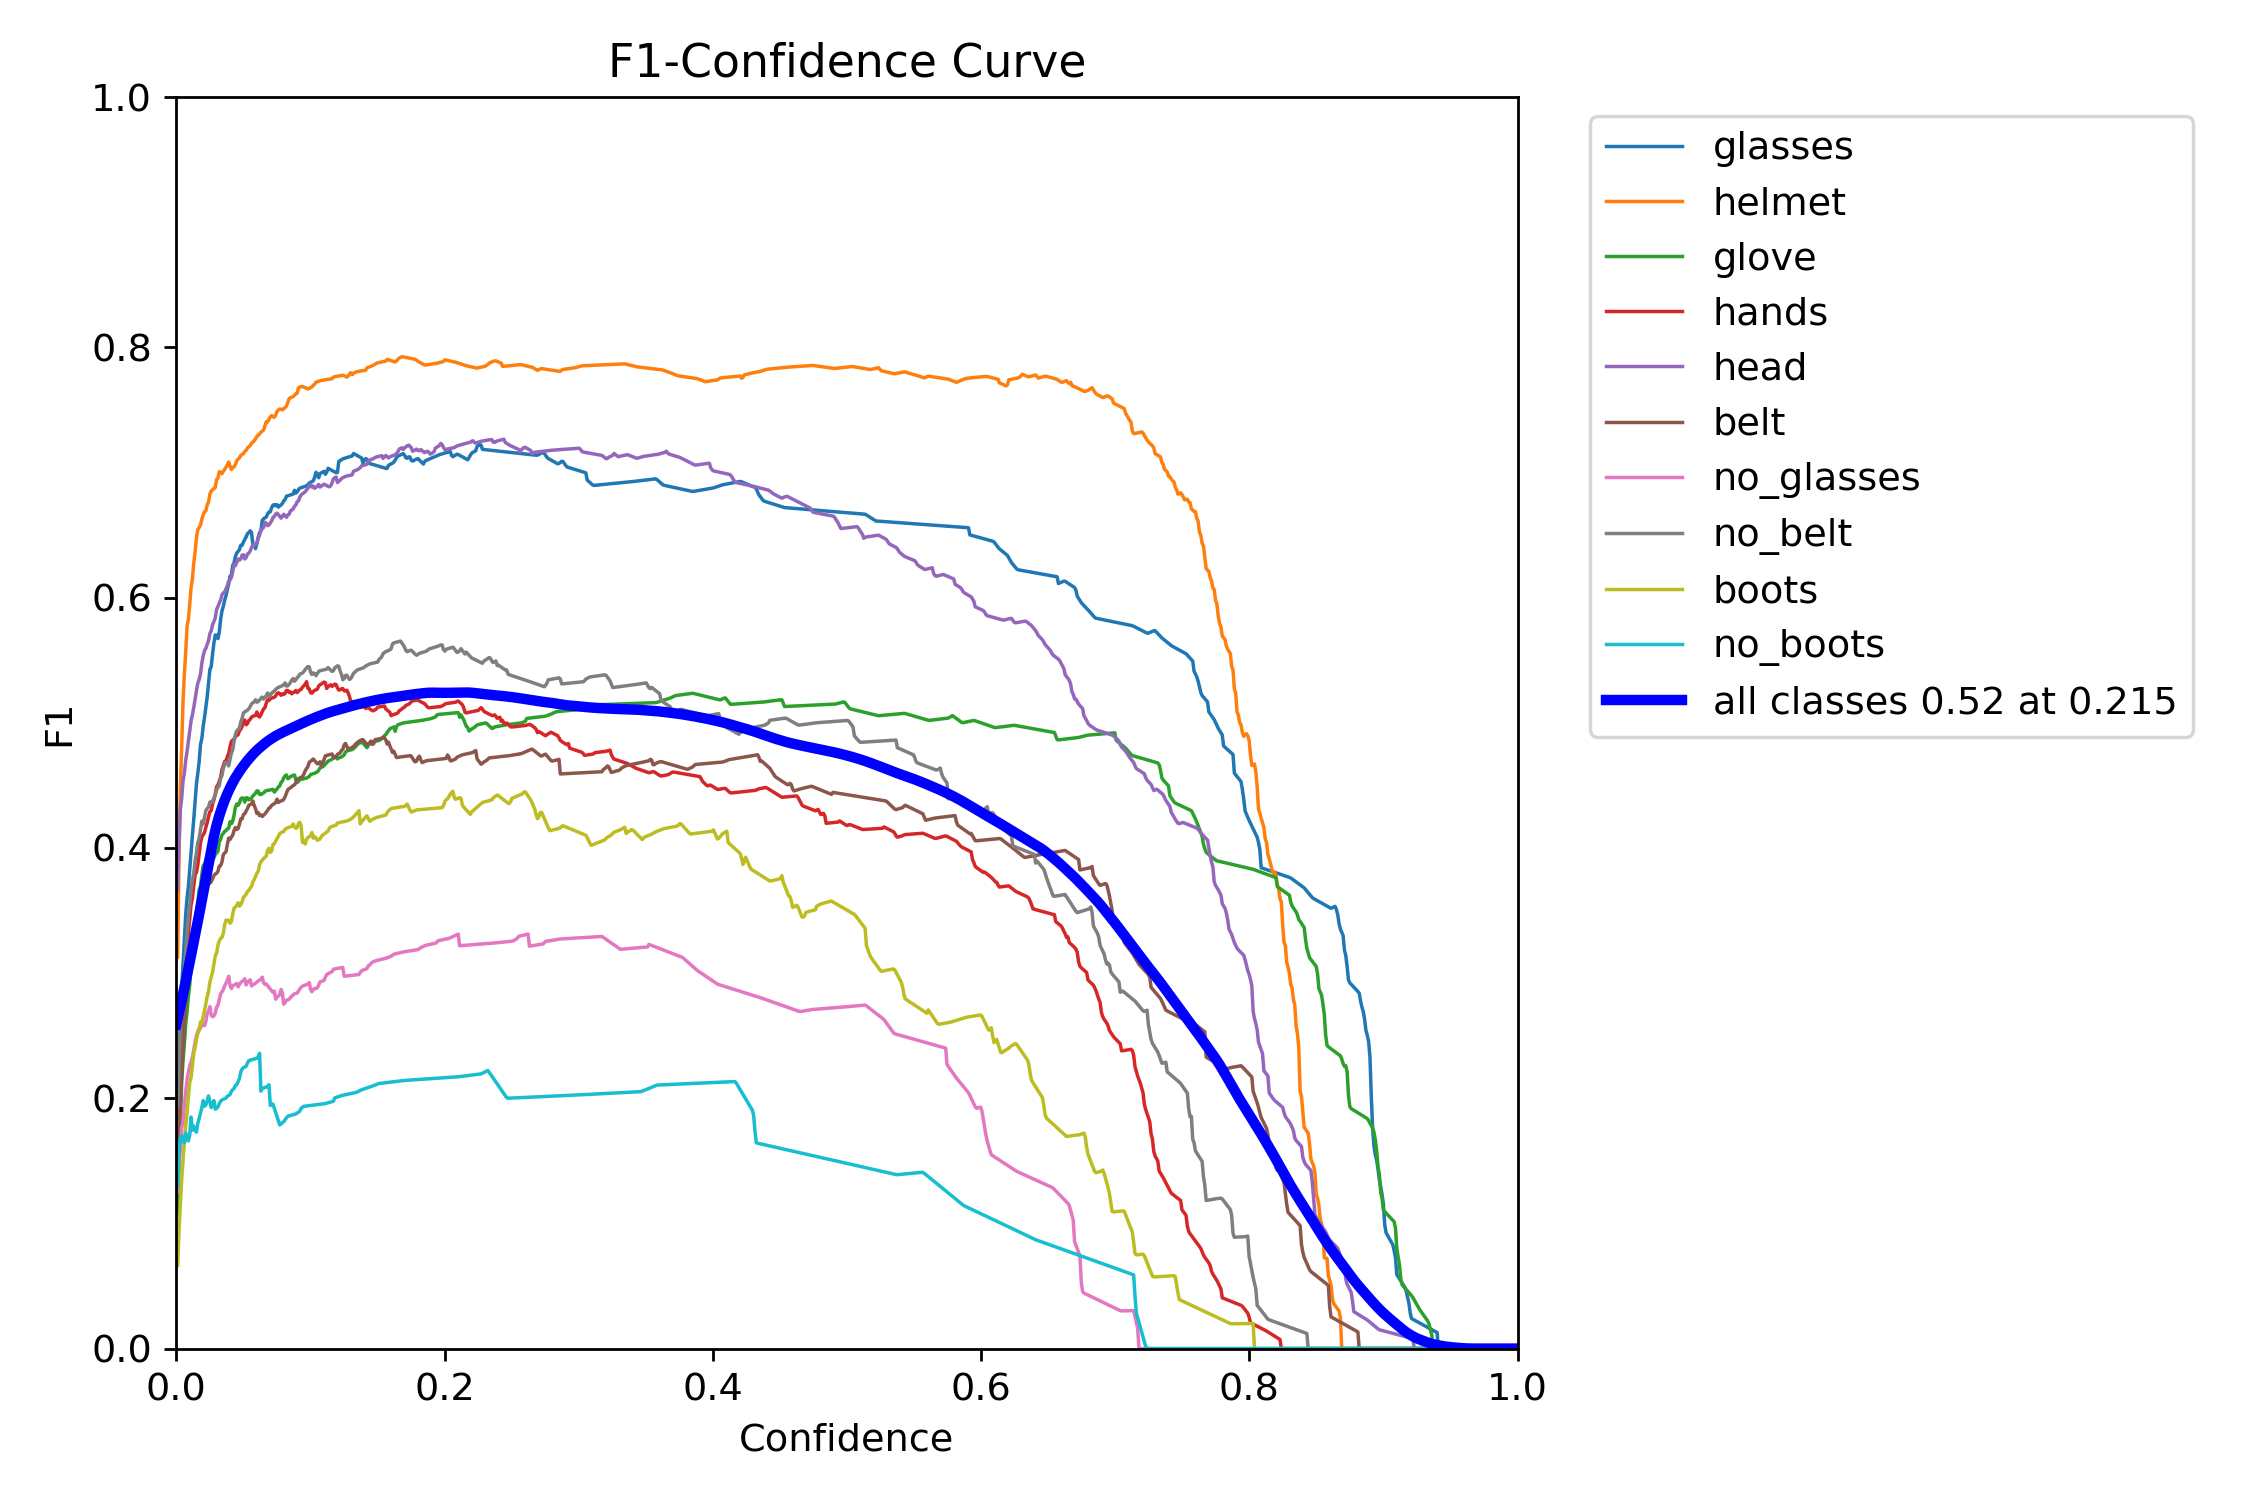 F1-Confidence Curve
1.0
0.8
0.6
0.4
0.2
0.0
F1
0.0 0.2 0.4 0.6 0.8 1.0
Confidence
glasses
helmet
glove
hands
head
belt
no_glasses
no_belt
boots
no_boots
all classes 0.52 at 0.215